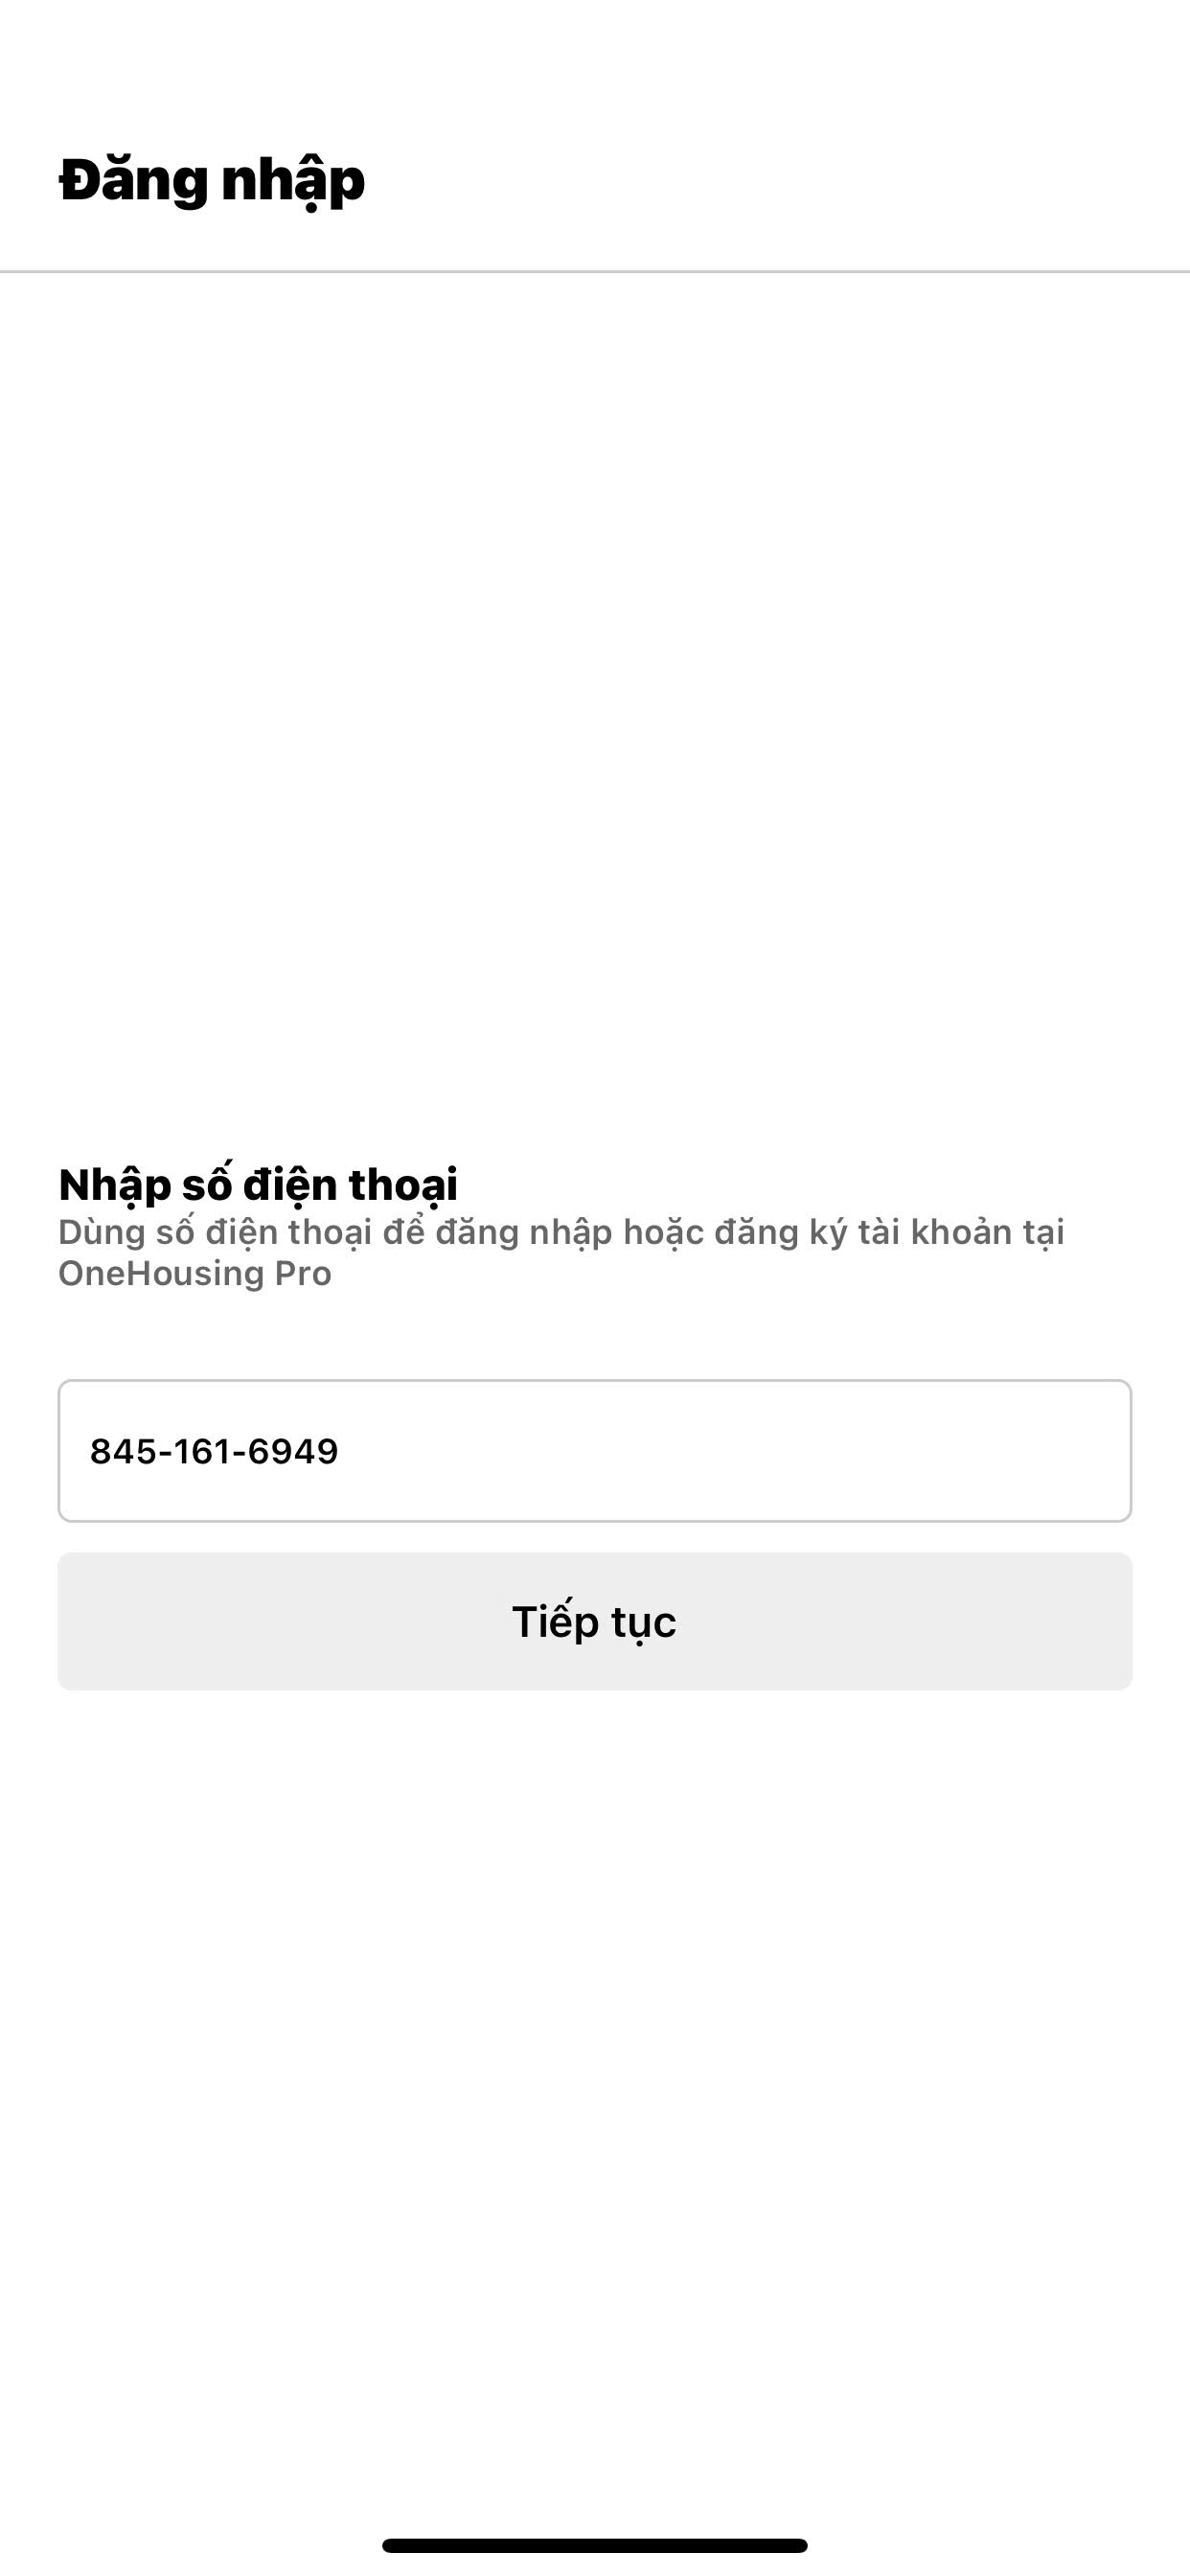 Đăng nhập
Nhập số điện thoại
Dùng số điện thoại để đăng nhập hoặc đăng ký tài khoản tại
OneHousing Pro
845-161-6949
Tiếp tục